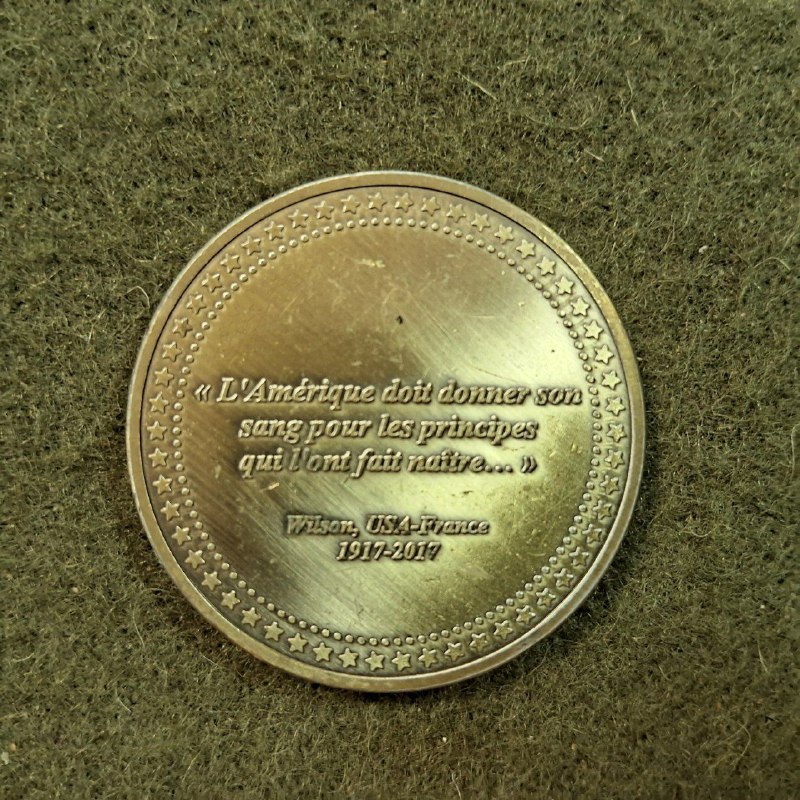 « L'Amérique doit donner son
sang pour les principes
qui l'ont fait naître... »
Wilson, USA-France
1917-2017